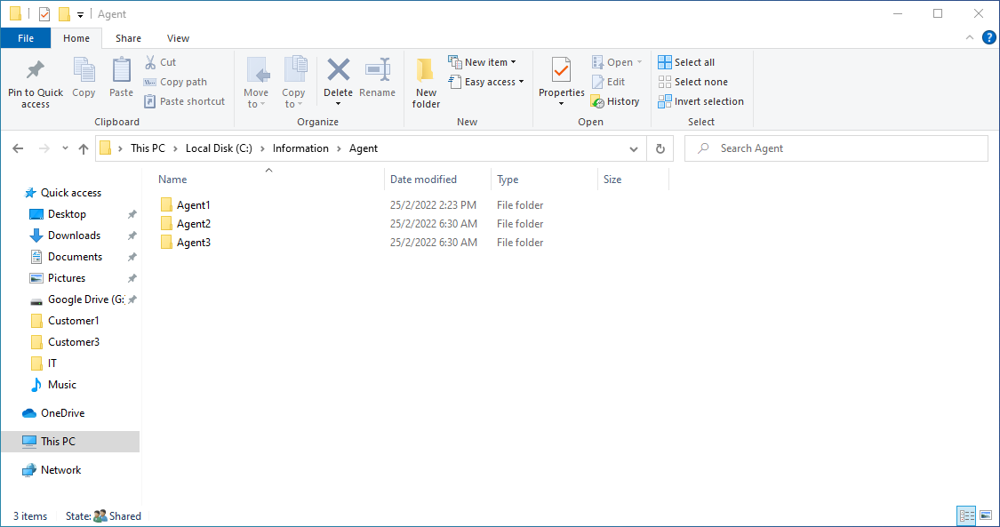 Agent
File Home Share View
Pin to Quick access
Copy
Paste
Cut
Copy path
Paste shortcut
Clipboard
Move to
Copy to
Delete
Rename
Organize
New folder
New item
Easy access
New
Properties
Open
Edit
History
Open
Select all
Select none
Invert selection
Select
This PC > Local Disk (C:) > Information > Agent
Search Agent
Name Date modified Type Size
Agent1 25/2/2022 2:23 PM File folder
Agent2 25/2/2022 6:30 AM File folder
Agent3 25/2/2022 6:30 AM File folder
Quick access
Desktop
Downloads
Documents
Pictures
Google Drive (G:
Customer1
Customer3
IT
Music
OneDrive
This PC
Network
3 items State: Shared